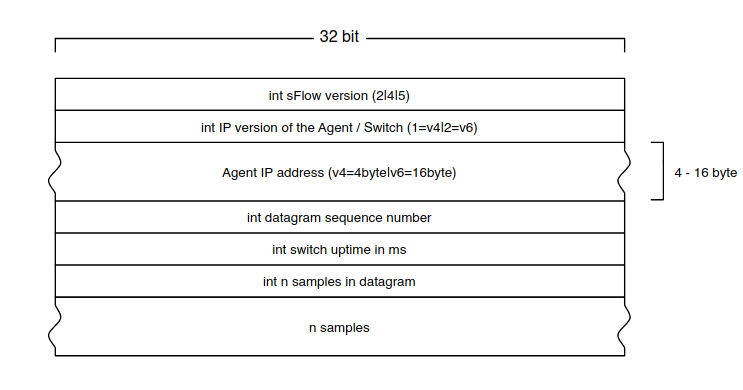 32 bit
int sFlow version (2|4|5)
int IP version of the Agent / Switch (1=v4|2=v6)
Agent IP address (v4=4byte|v6=16byte)
4 - 16 byte
int datagram sequence number
int switch uptime in ms
int n samples in datagram
n samples